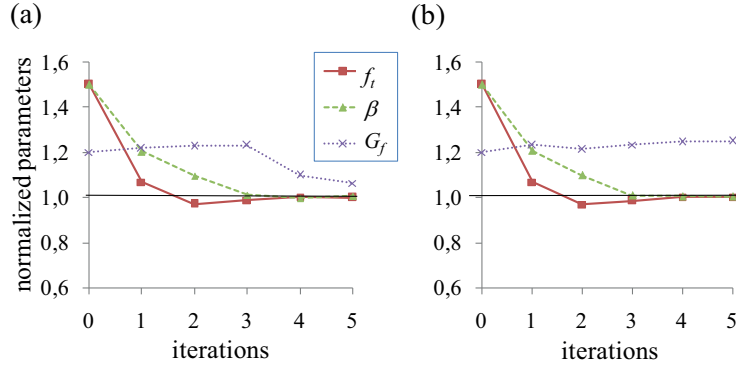 (a)
(b)
normalized parameters
1,6
1,4
1,2
1,0
0,8
0,6
0 1 2 3 4 5
iterations
f_t
β
G_f
1,6
1,4
1,2
1,0
0,8
0,6
0 1 2 3 4 5
iterations